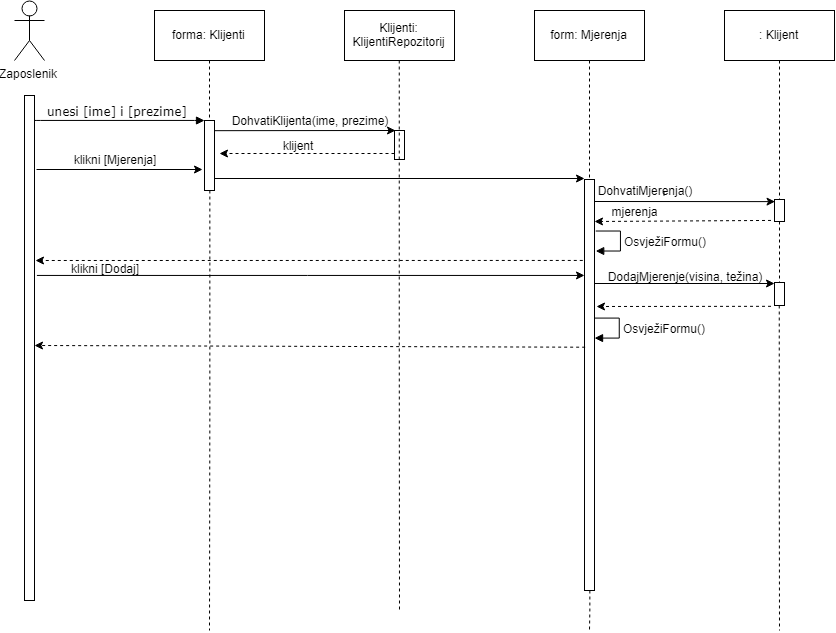 Zaposlenik
forma: Klijenti
Klijenti:
KlijentiRepozitorij
form: Mjerenja
: Klijent
unesi [ime] i [prezime]
DohvatiKlijenta(ime, prezime)
klijent
klikni [Mjerenja]
DohvatiMjerenja()
mjerenja
OsvježiFormu()
klikni [Dodaj]
DodajMjerenje(visina, težina)
OsvježiFormu()